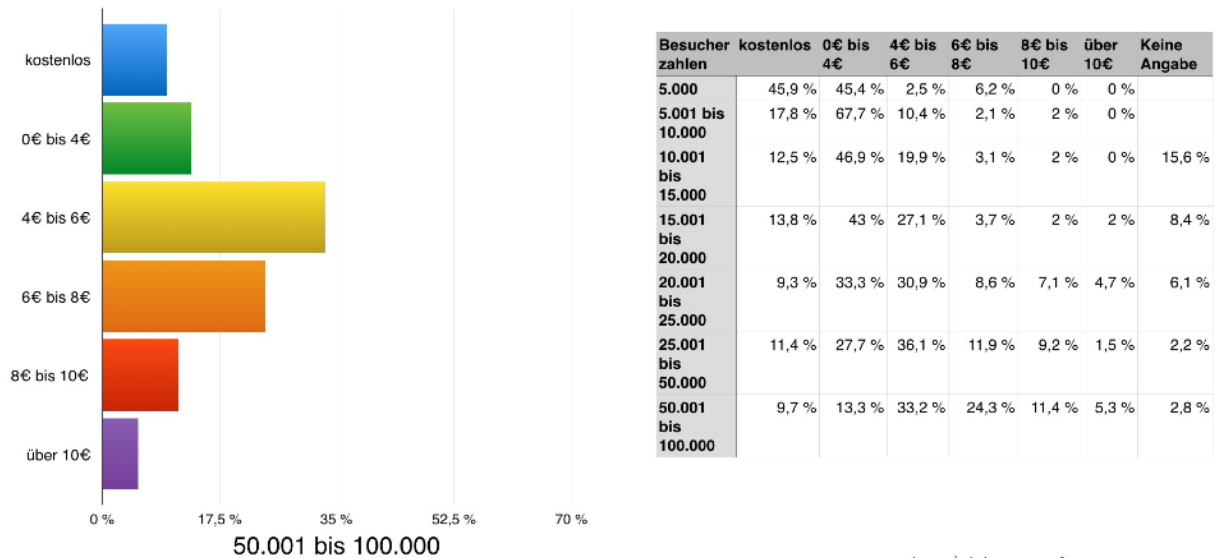 kostenlos
0€ bis 4€
4€ bis 6€
6€ bis 8€
8€ bis 10€
über 10€
0 % 17,5 % 35 % 52,5 % 70 %
50.001 bis 100.000
Besucher kostenlos 0€ bis 4€ bis 6€ bis 8€ bis über Keine
zahlen 4€ 6€ 8€ 10€ 10€ Angabe
5.000 45,9 % 45,4 % 2,5 % 6,2 % 0 % 0 %
5.001 bis 17,8 % 67,7 % 10,4 % 2,1 % 2 % 0 %
10.000
10.001 12,5 % 46,9 % 19,9 % 3,1 % 2 % 0 % 15,6 %
bis
15.000
15.001 13,8 % 43 % 27,1 % 3,7 % 2 % 2 % 8,4 %
bis
20.000
20.001 9,3 % 33,3 % 30,9 % 8,6 % 7,1 % 4,7 % 6,1 %
bis
25.000
25.001 11,4 % 27,7 % 36,1 % 11,9 % 9,2 % 1,5 % 2,2 %
bis
50.000
50.001 9,7 % 13,3 % 33,2 % 24,3 % 11,4 % 5,3 % 2,8 %
bis
100.000